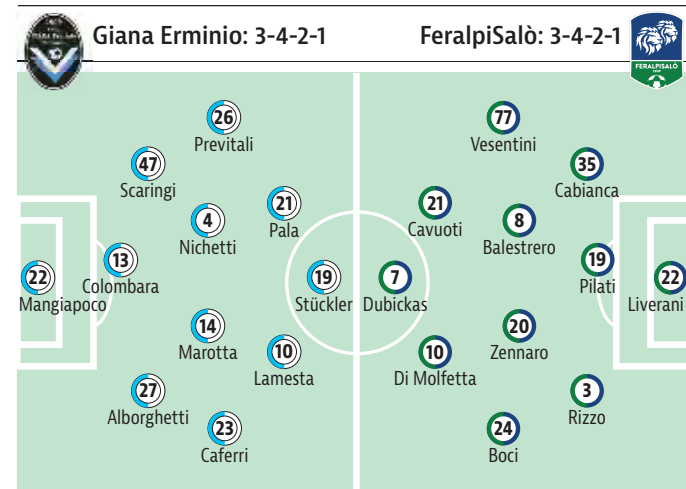 Giana Erminio: 3-4-2-1
FeralpiSalò: 3-4-2-1
FERALPISALÒ
26
Previtali
47
Scaringi
21
Pala
4
Nichetti
13
Colombara
22
Mangiapoco
19
Stückler
14
Marotta
10
Lamesta
27
Alborghetti
23
Caferri
77
Vesentini
35
Cabianca
21
Cavuoti
8
Balestrero
19
Pilati
22
Liverani
7
Dubickas
20
Zennaro
10
Di Molfetta
3
Rizzo
24
Boci